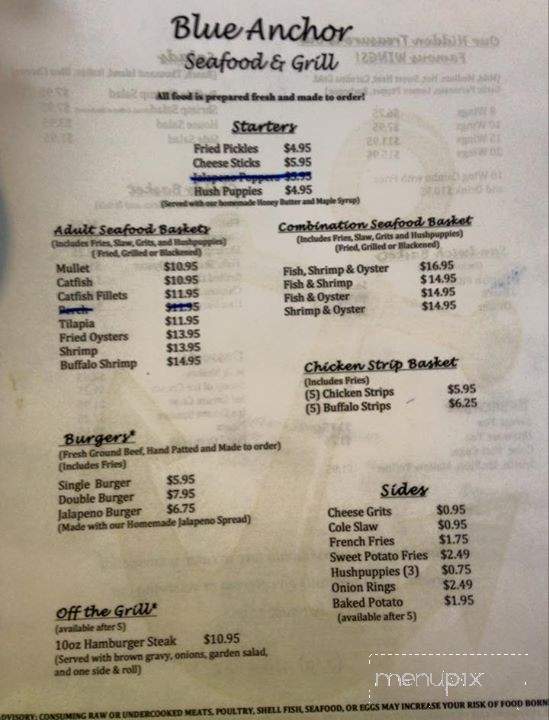 Blue Anchor
Seafood & Grill
All food is prepared fresh and made to order!
Starters
Fried Pickles $4.95
Cheese Sticks $5.95
Jalapeno Poppers $5.95
Hush Puppies $4.95
(Served with our homemade Honey Butter and Maple Syrup)
Adult Seafood Baskets
(Includes Fries, Slaw, Grits, and Hushpuppies)
(Fried, Grilled or Blackened)
Mullet $10.95
Catfish $10.95
Catfish Fillets $11.95
Perch $11.95
Tilapia $11.95
Fried Oysters $13.95
Shrimp $13.95
Buffalo Shrimp $14.95
Combination Seafood Basket
(Includes Fries, Slaw, Grits and Hushpuppies)
(Fried, Grilled or Blackened)
Fish, Shrimp & Oyster $16.95
Fish & Shrimp $14.95
Fish & Oyster $14.95
Shrimp & Oyster $14.95
Chicken Strip Basket
(Includes Fries)
(5) Chicken Strips $5.95
(5) Buffalo Strips $6.25
Burgers*
(Fresh Ground Beef, Hand Patted and Made to order)
(Includes Fries)
Single Burger $5.95
Double Burger $7.95
Jalapeno Burger $6.75
(Made with our Homemade Jalapeno Spread)
Sides
Cheese Grits $0.95
Cole Slaw $0.95
French Fries $1.75
Sweet Potato Fries $2.49
Hushpuppies (3) $0.75
Onion Rings $2.49
Baked Potato $1.95
(available after 5)
Off the Grill*
(available after 5)
10oz Hamburger Steak $10.95
(Served with brown gravy, onions, garden salad,
and one side & roll)
menupix
DVISORY: CONSUMING RAW OR UNDERCOOKED MEATS, POULTRY, SHELL FISH, SEAFOOD, OR EGGS MAY INCREASE YOUR RISK OF FOOD BORN